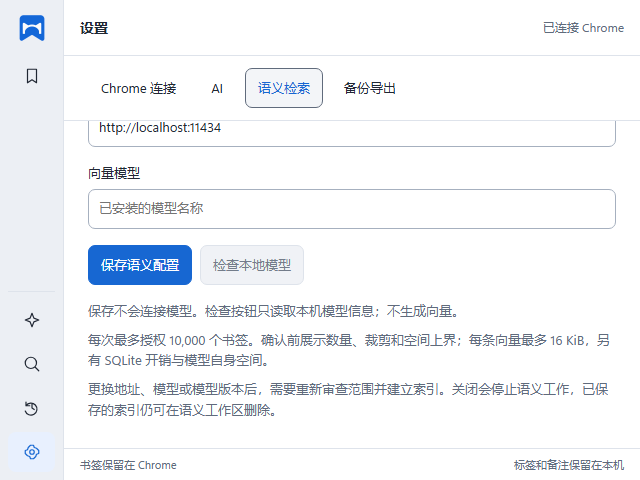 设置
已连接 Chrome
Chrome 连接
AI
语义检索
备份导出
http://localhost:11434
向量模型
已安装的模型名称
保存语义配置
检查本地模型
保存不会连接模型。检查按钮只读取本机模型信息；不生成向量。
每次最多授权 10,000 个书签。确认前展示数量、裁剪和空间上界；每条向量最多 16 KiB，另
有 SQLite 开销与模型自身空间。
更换地址、模型或模型版本后，需要重新审查范围并建立索引。关闭会停止语义工作，已保
存的索引仍可在语义工作区删除。
书签保留在 Chrome
标签和备注保留在本机